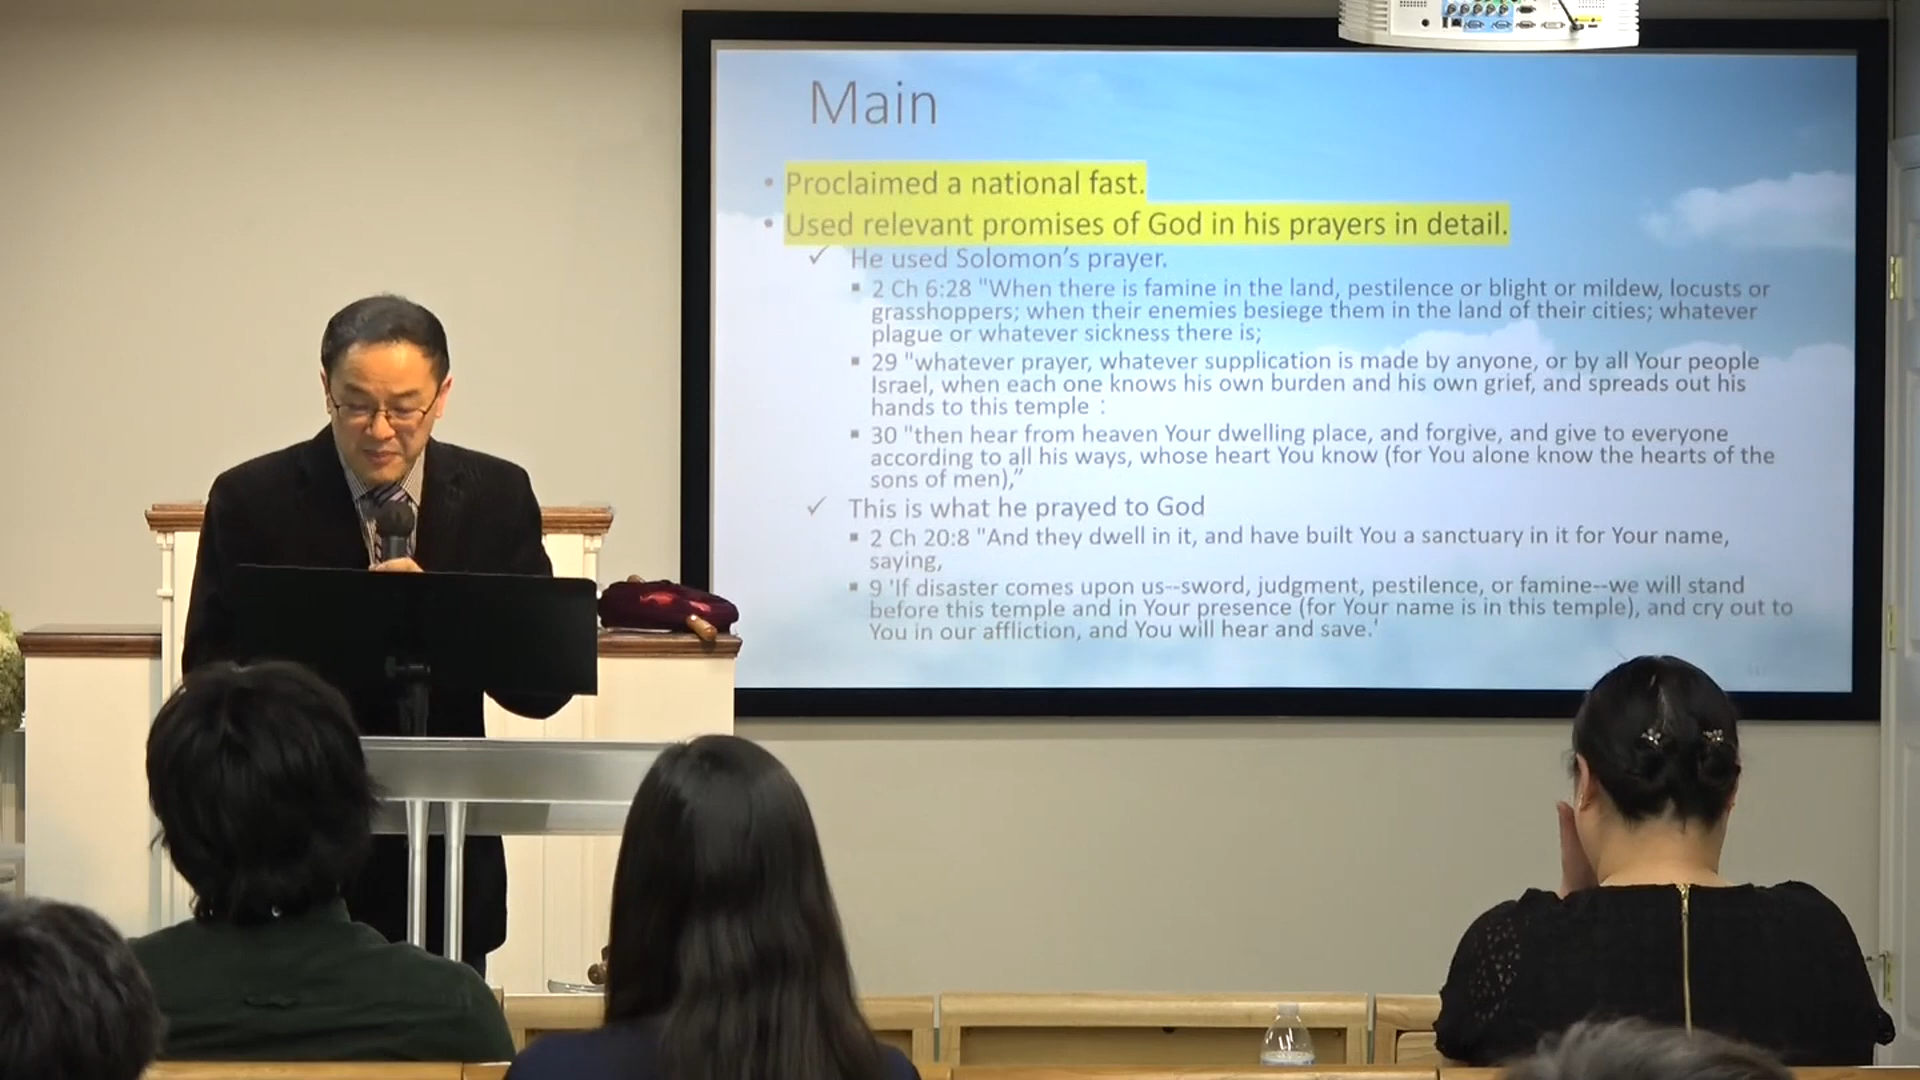 Main
• Proclaimed a national fast.
• Used relevant promises of God in his prayers in detail.
✓ He used Solomon’s prayer.
▪ 2 Ch 6:28 "When there is famine in the land, pestilence or blight or mildew, locusts or
grasshoppers; when their enemies besiege them in the land of their cities; whatever
plague or whatever sickness there is;
▪ 29 "whatever prayer, whatever supplication is made by anyone, or by all Your people
Israel, when each one knows his own burden and his own grief, and spreads out his
hands to this temple :
▪ 30 "then hear from heaven Your dwelling place, and forgive, and give to everyone
according to all his ways, whose heart You know (for You alone know the hearts of the
sons of men),”
✓ This is what he prayed to God
▪ 2 Ch 20:8 "And they dwell in it, and have built You a sanctuary in it for Your name,
saying,
▪ 9 'If disaster comes upon us--sword, judgment, pestilence, or famine--we will stand
before this temple and in Your presence (for Your name is in this temple), and cry out to
You in our affliction, and You will hear and save.'